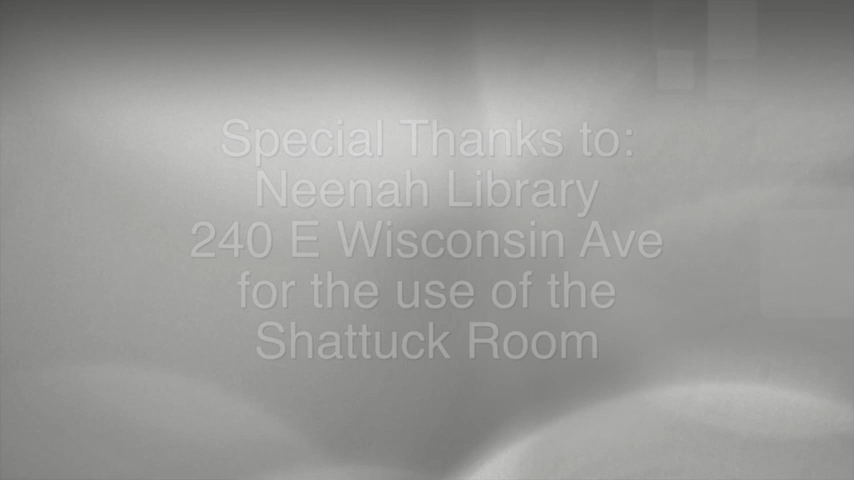 Special Thanks to:
Neenah Library
240 E Wisconsin Ave
for the use of the
Shattuck Room